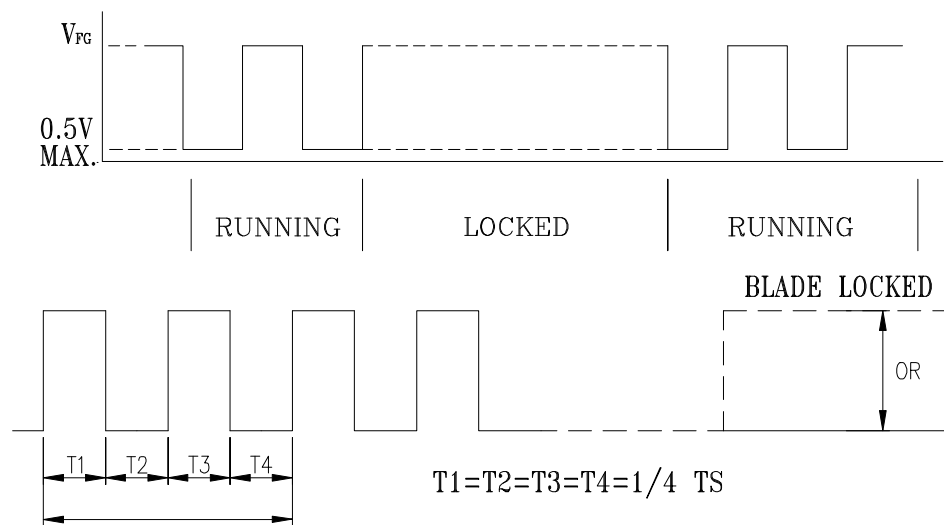 VFG
0.5V
MAX.
RUNNING LOCKED RUNNING
BLADE LOCKED
OR
T1 T2 T3 T4
T1=T2=T3=T4=1/4 TS